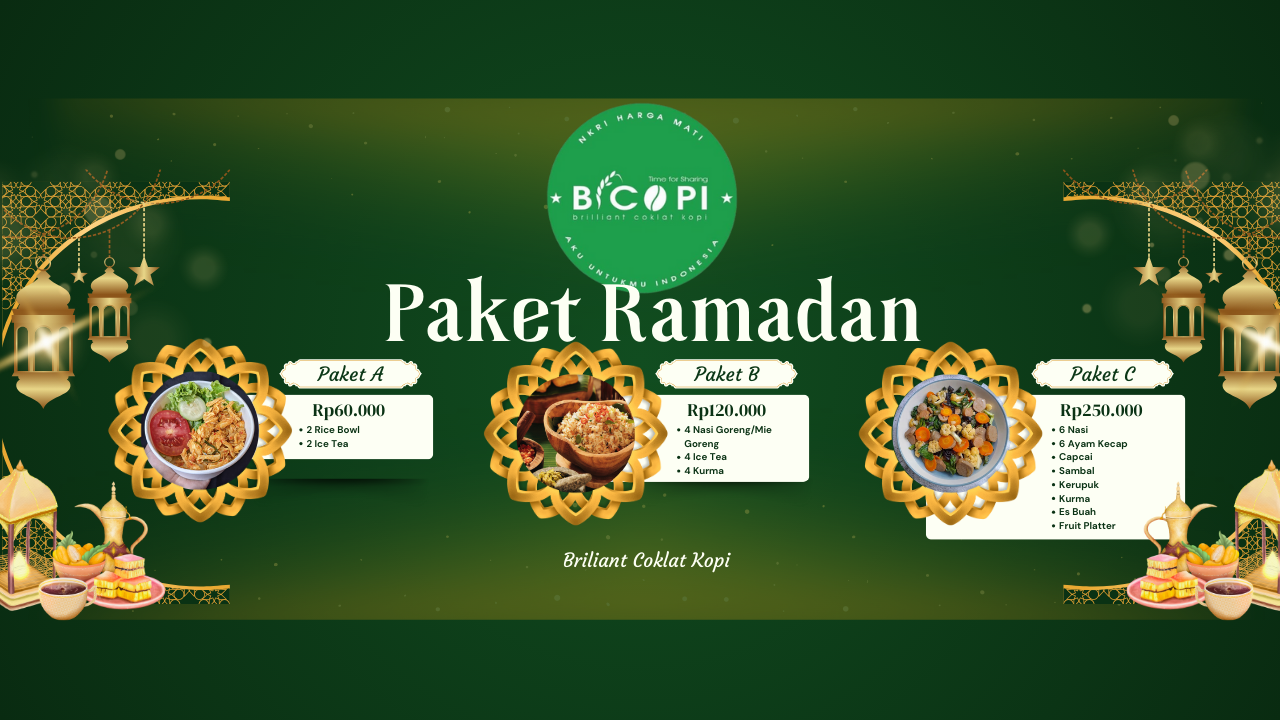 NKRI HARGA MATI
Time for Sharing
BICOPI
brilliant coklat kopi
AKU UNTUKMU INDONESIA
Paket Ramadan
Paket A
Rp60.000
• 2 Rice Bowl
• 2 Ice Tea
Paket B
Rp120.000
• 4 Nasi Goreng/Mie
Goreng
• 4 Ice Tea
• 4 Kurma
Paket C
Rp250.000
• 6 Nasi
• 6 Ayam Kecap
• Capcai
• Sambal
• Kerupuk
• Kurma
• Es Buah
• Fruit Platter
Briliant Coklat Kopi